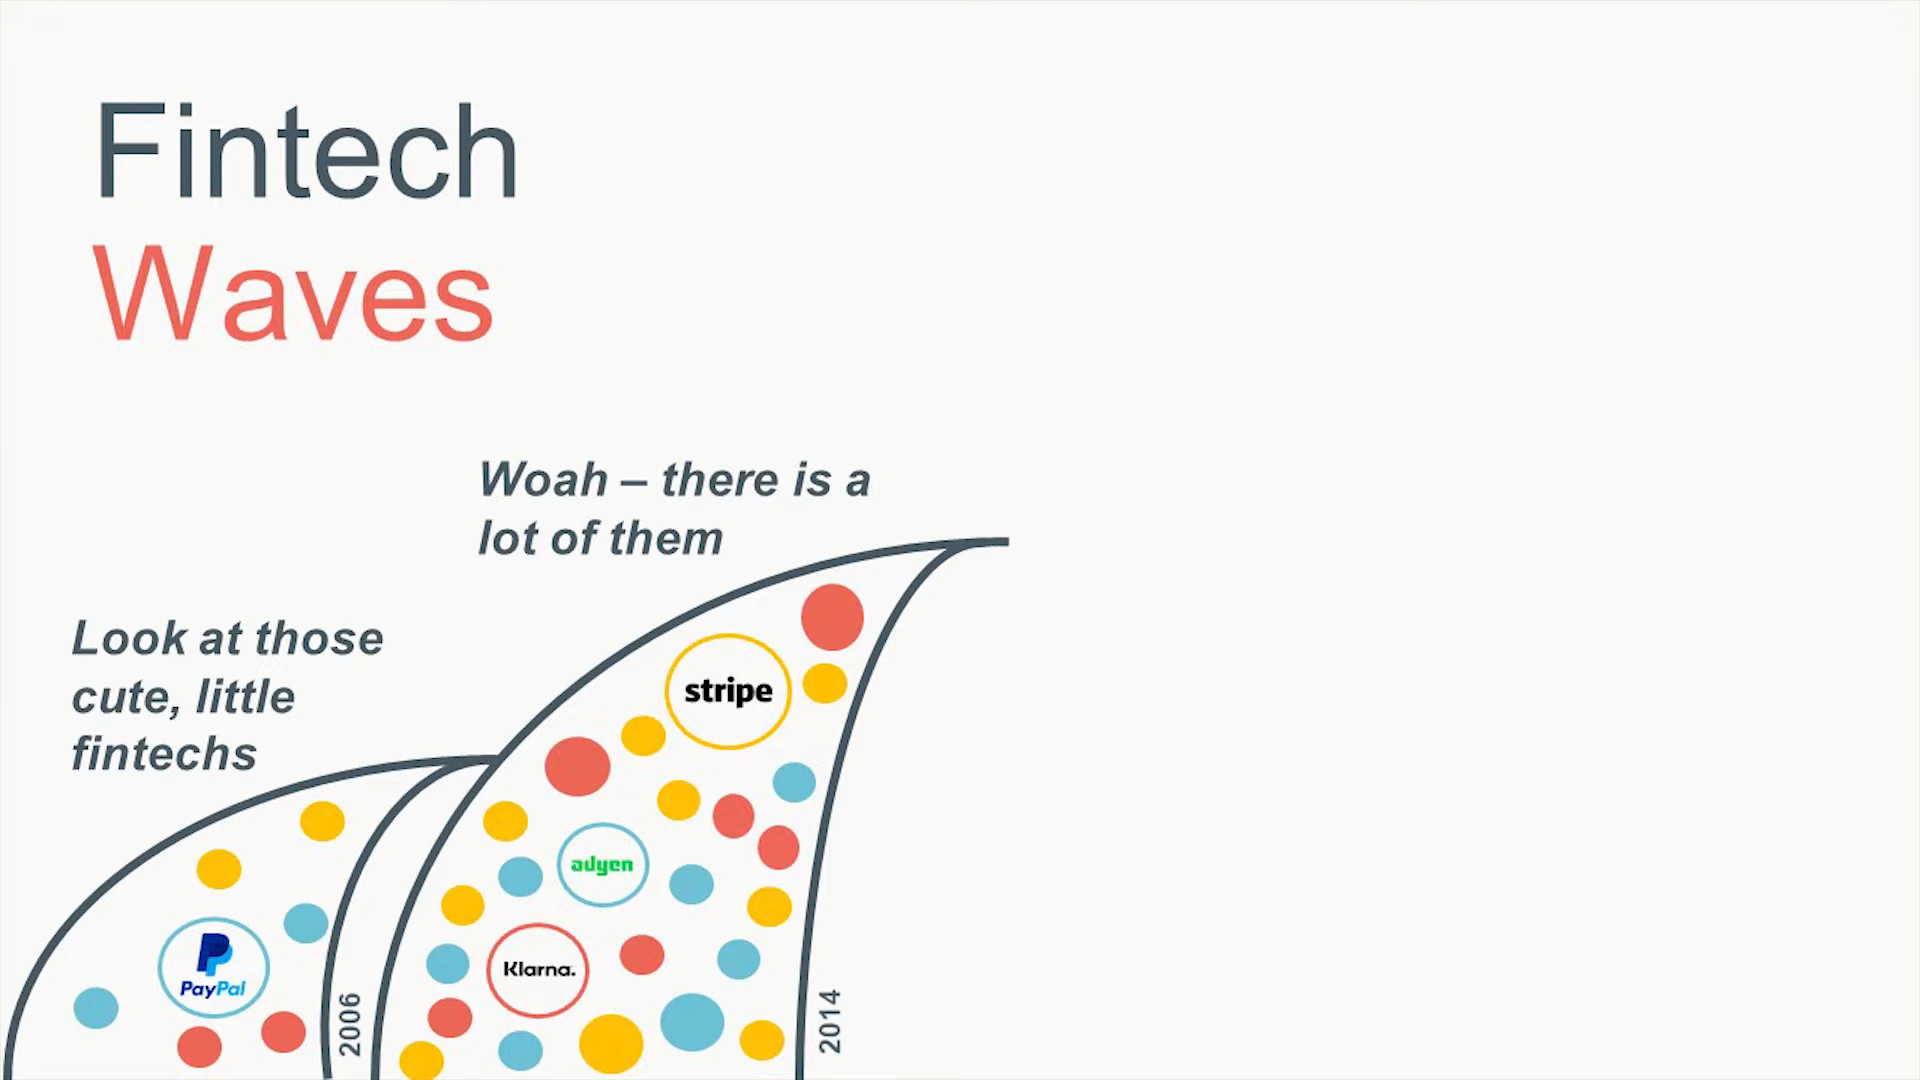 Fintech
Waves
Woah – there is a
lot of them
Look at those
cute, little
fintechs
stripe
adyen
Klarna.
PayPal
2006
2014